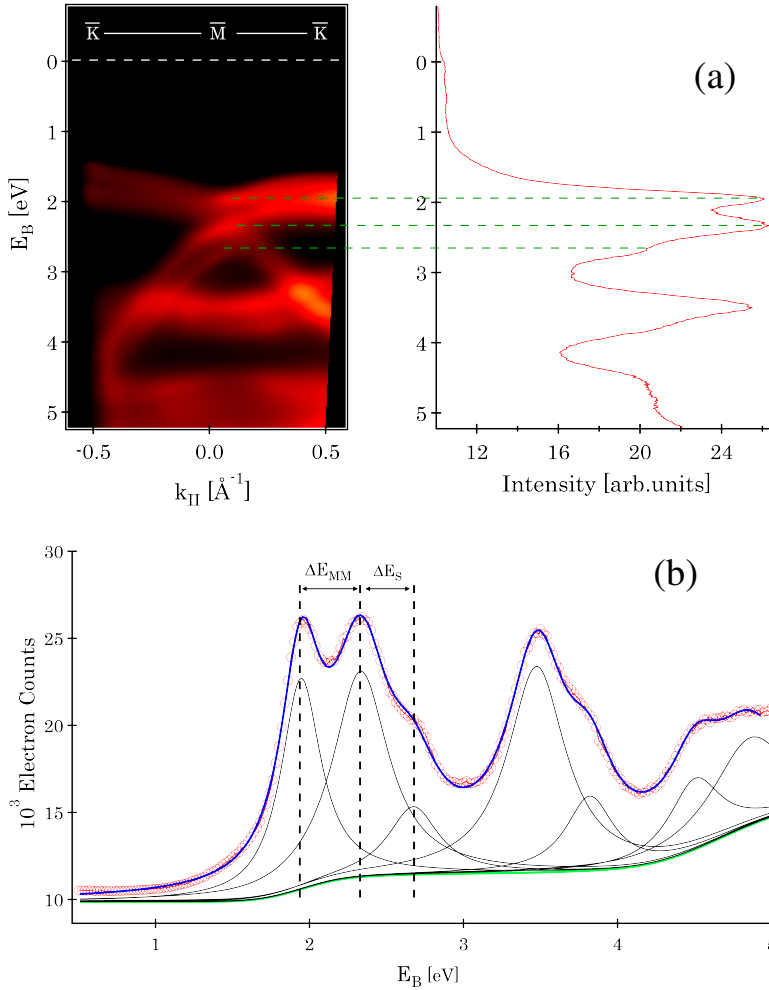 K̅ M̅ K̅
(a)
0
1
2
3
4
5
E_B [eV]
-0.5 0.0 0.5
k_II [Å⁻¹]
0
1
2
3
4
5
12 16 20 24
Intensity [arb.units]
(b)
ΔE_MM ΔE_S
30
25
20
15
10
10³ Electron Counts
1 2 3 4
E_B [eV]